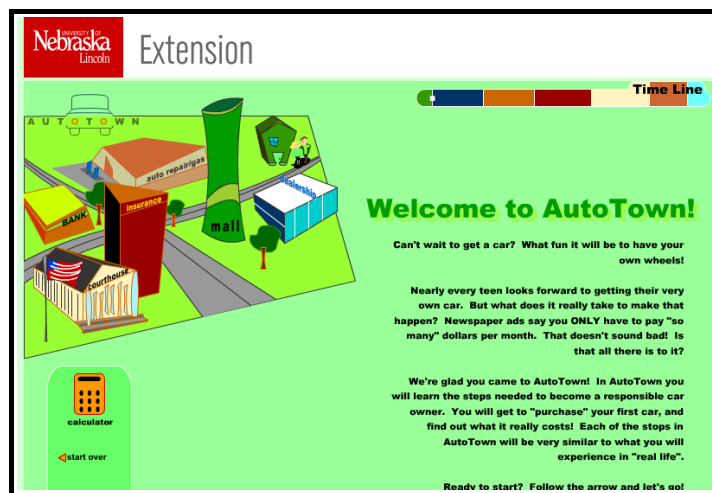 UNIVERSITY OF
Nebraska
Lincoln
Extension
Time Line
AUTOTOWN
auto repair/gas
dealership
BANK
insurance
mall
courthouse
Welcome to AutoTown!
Can't wait to get a car? What fun it will be to have your
own wheels!
Nearly every teen looks forward to getting their very
own car. But what does it really take to make that
happen? Newspaper ads say you ONLY have to pay "so
many" dollars per month. That doesn't sound bad! Is
that all there is to it?
We're glad you came to AutoTown! In AutoTown you
will learn the steps needed to become a responsible car
owner. You will get to "purchase" your first car, and
find out what it really costs! Each of the stops in
AutoTown will be very similar to what you will
experience in "real life".
Ready to start? Follow the arrow and let's go!
calculator
start over